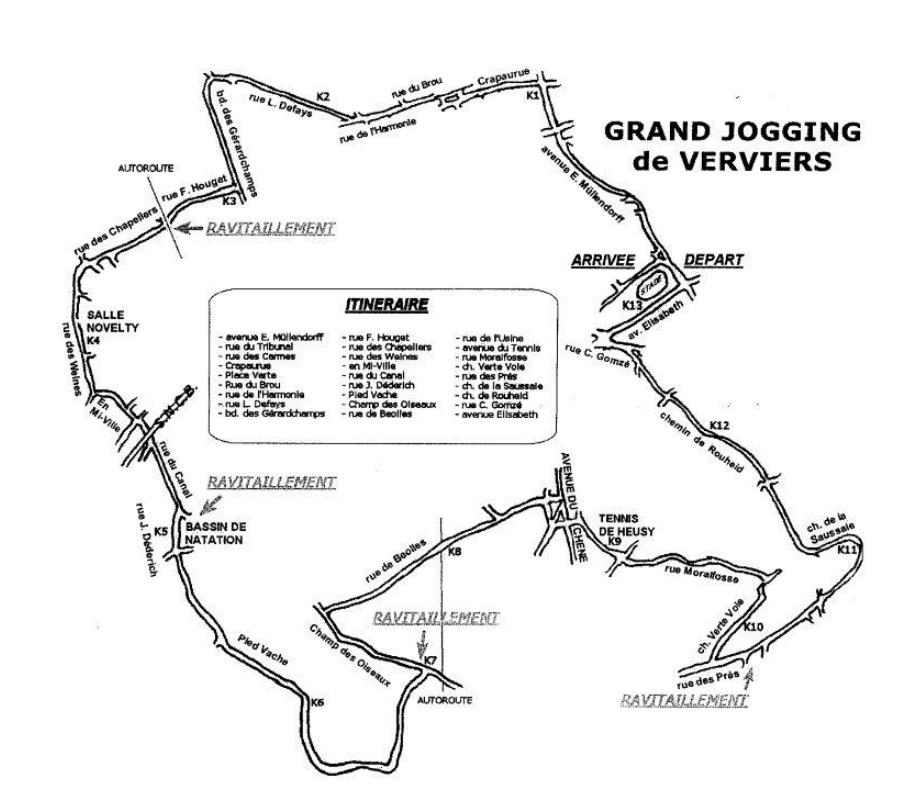 GRAND JOGGING
de VERVIERS
K1
Crapaurue
rue du Brou
rue de l'Harmonie
K2
rue L. Defays
bd. des Gérardchamps
K3
rue F. Houget
AUTOROUTE
RAVITAILLEMENT
rue des Chapeliers
SALLE
NOVELTY
K4
rue des Weines
En
Mi-Ville
S.N.C.B.
rue du Canal
RAVITAILLEMENT
K5
BASSIN DE
NATATION
rue J. Déderich
Pied Vache
K6
K7
AUTOROUTE
RAVITAILLEMENT
Champ des Oiseaux
rue de Beolles
K8
AVENUE DU
CHENE
TENNIS
DE HEUSY
K9
rue Moraifosse
ch. Verte Voie
K10
rue des Prés
RAVITAILLEMENT
K11
ch. de la
Saussaie
chemin de Rouheid
K12
rue C. Gomzé
av. Elisabeth
K13
STADE
ARRIVEE
DEPART
avenue E. Müllendorff
ITINERAIRE
- avenue E. Müllendorff
- rue du Tribunal
- rue des Carmes
- Crapaurue
- Place Verte
- Rue du Brou
- rue de l'Harmonie
- rue L. Defays
- bd. des Gérardchamps
- rue F. Houget
- rue des Chapeliers
- rue des Weines
- en Mi-Ville
- rue du Canal
- rue J. Déderich
- Pied Vache
- Champ des Oiseaux
- rue de Beolles
- rue de l'Usine
- avenue du Tennis
- rue Moraifosse
- ch. Verte Voie
- rue des Prés
- ch. de la Saussaie
- ch. de Rouheid
- rue C. Gomzé
- avenue Elisabeth